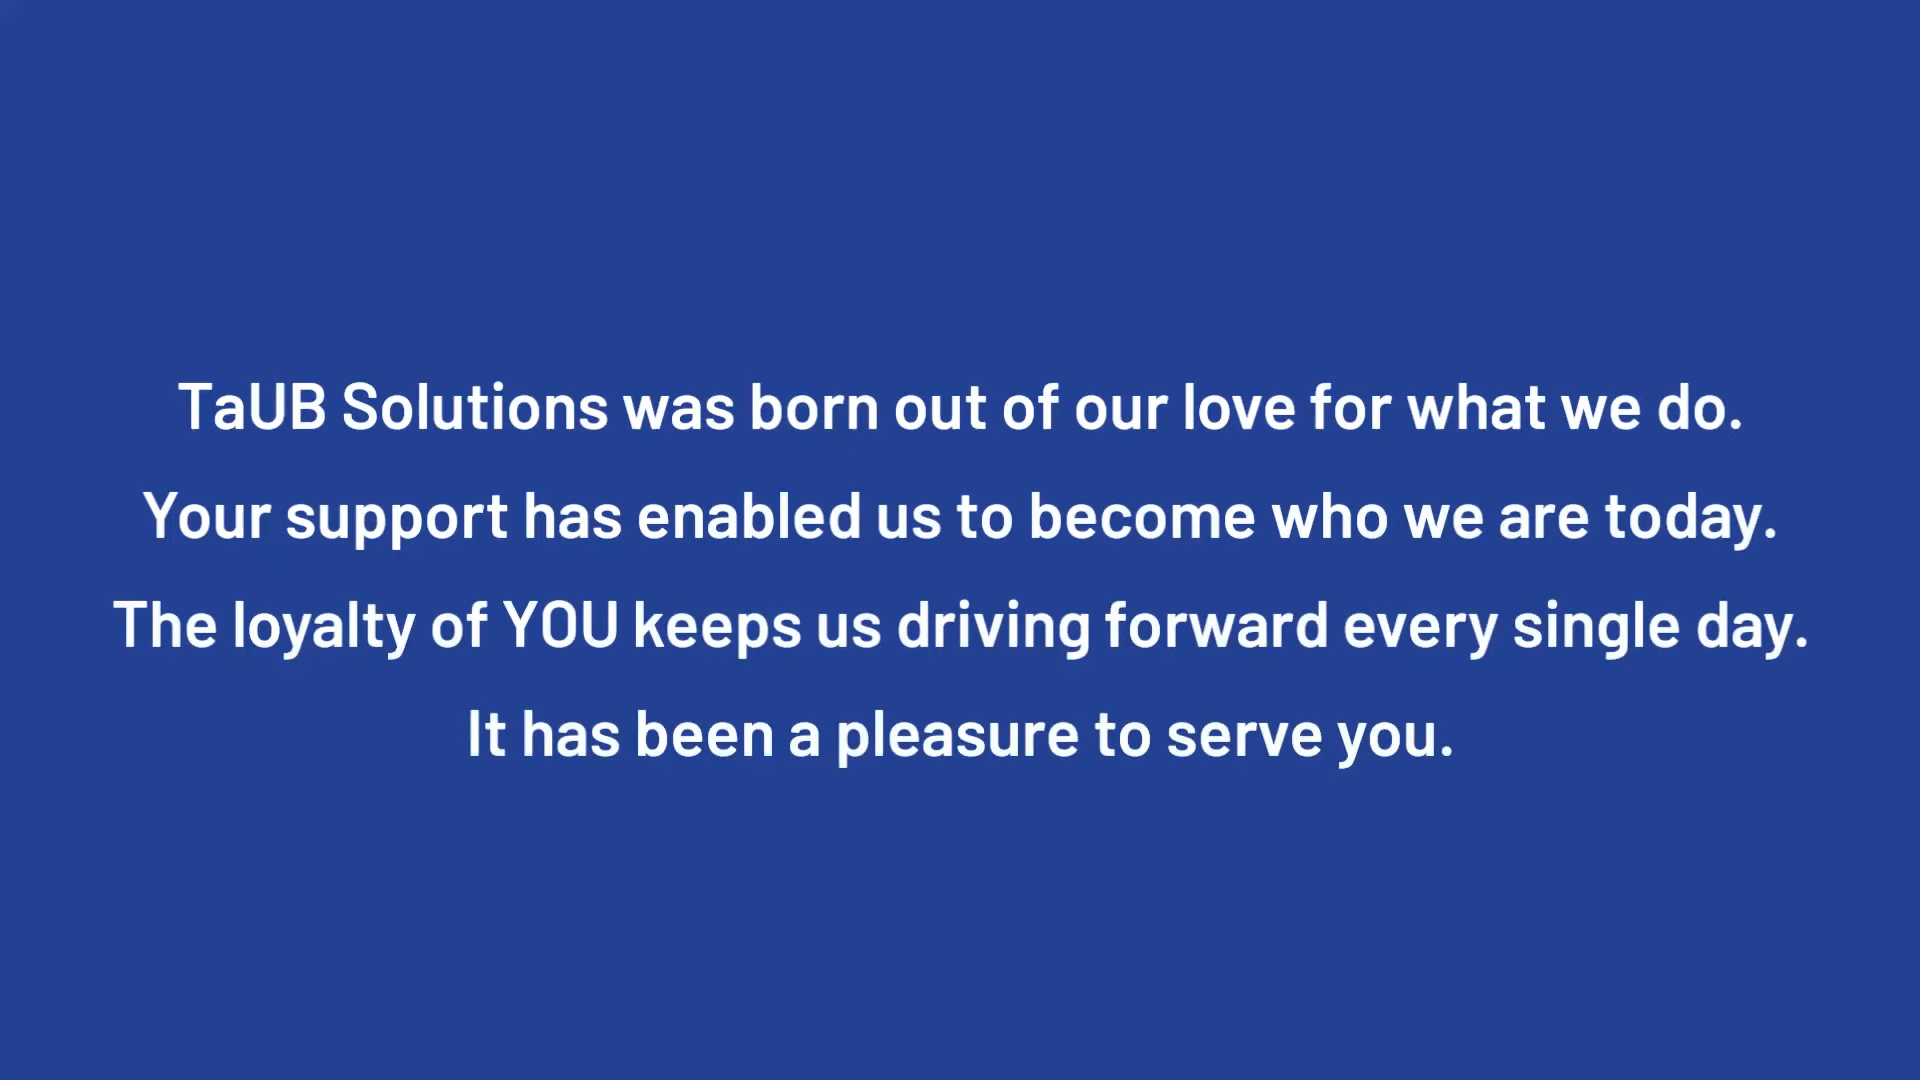 TaUB Solutions was born out of our love for what we do.
Your support has enabled us to become who we are today.
The loyalty of YOU keeps us driving forward every single day.
It has been a pleasure to serve you.